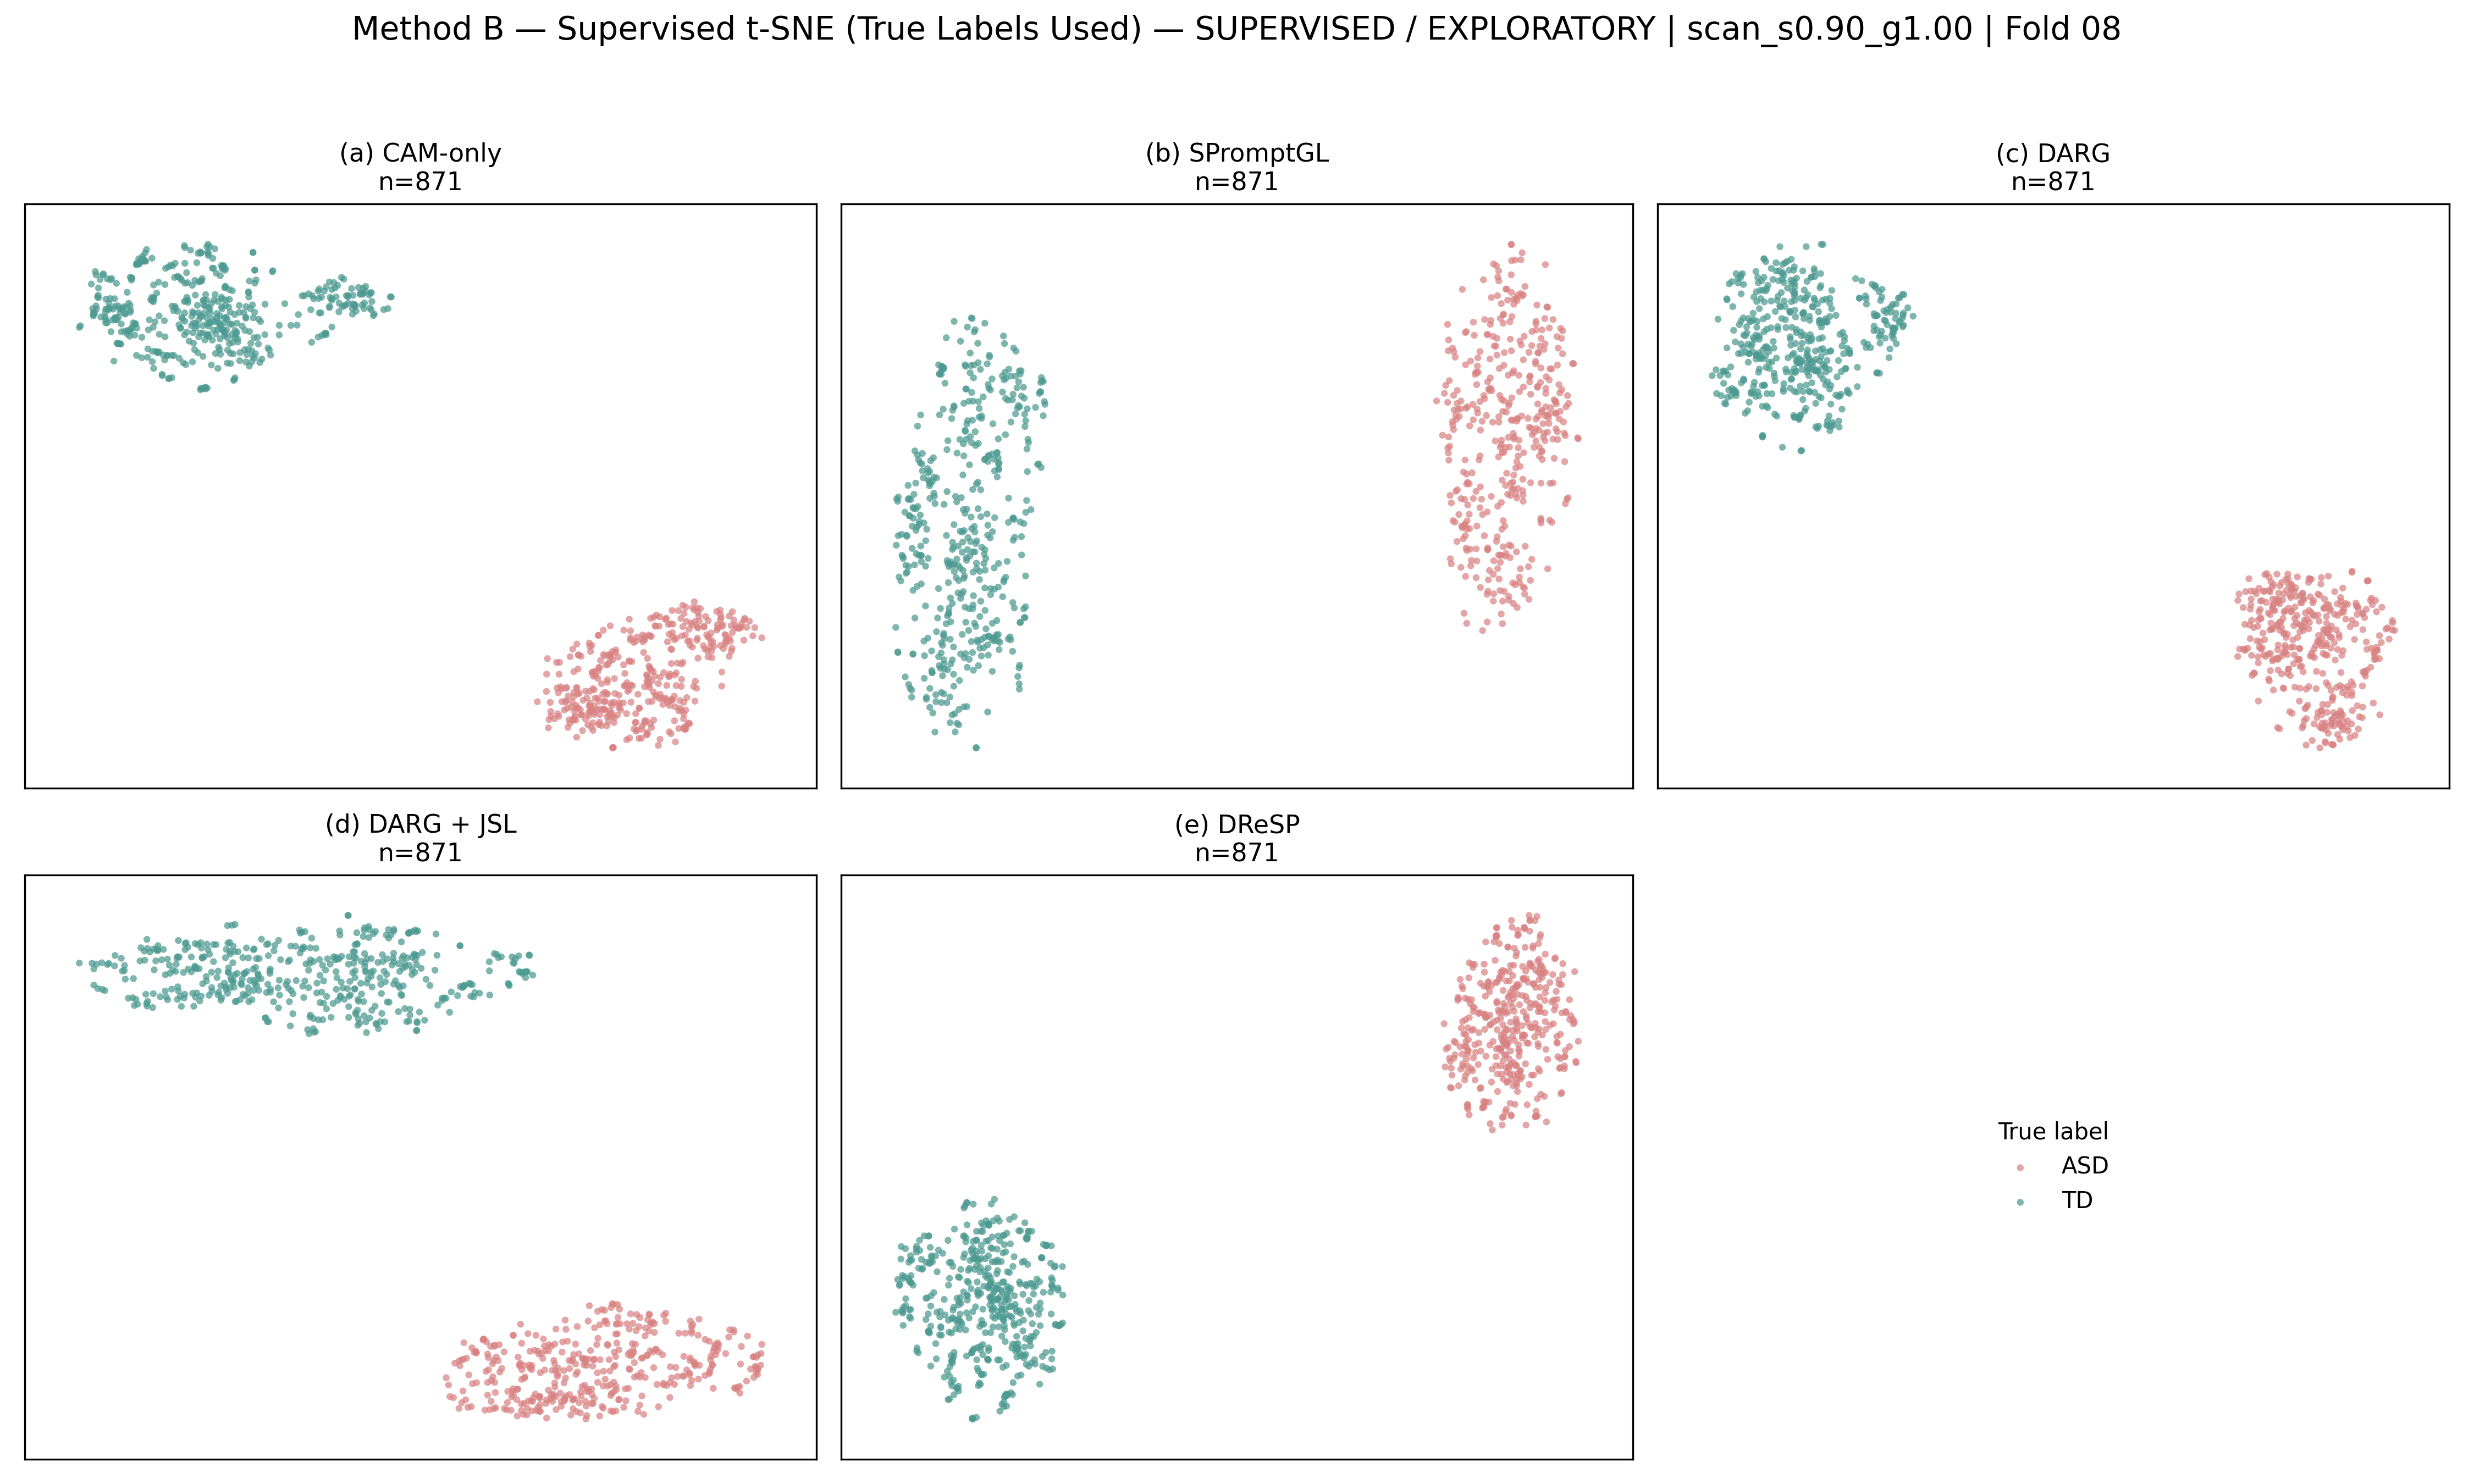 Method B — Supervised t-SNE (True Labels Used) — SUPERVISED / EXPLORATORY | scan_s0.90_g1.00 | Fold 08
(a) CAM-only
n=871
(b) SPromptGL
n=871
(c) DARG
n=871
(d) DARG + JSL
n=871
(e) DReSP
n=871
True label
ASD
TD